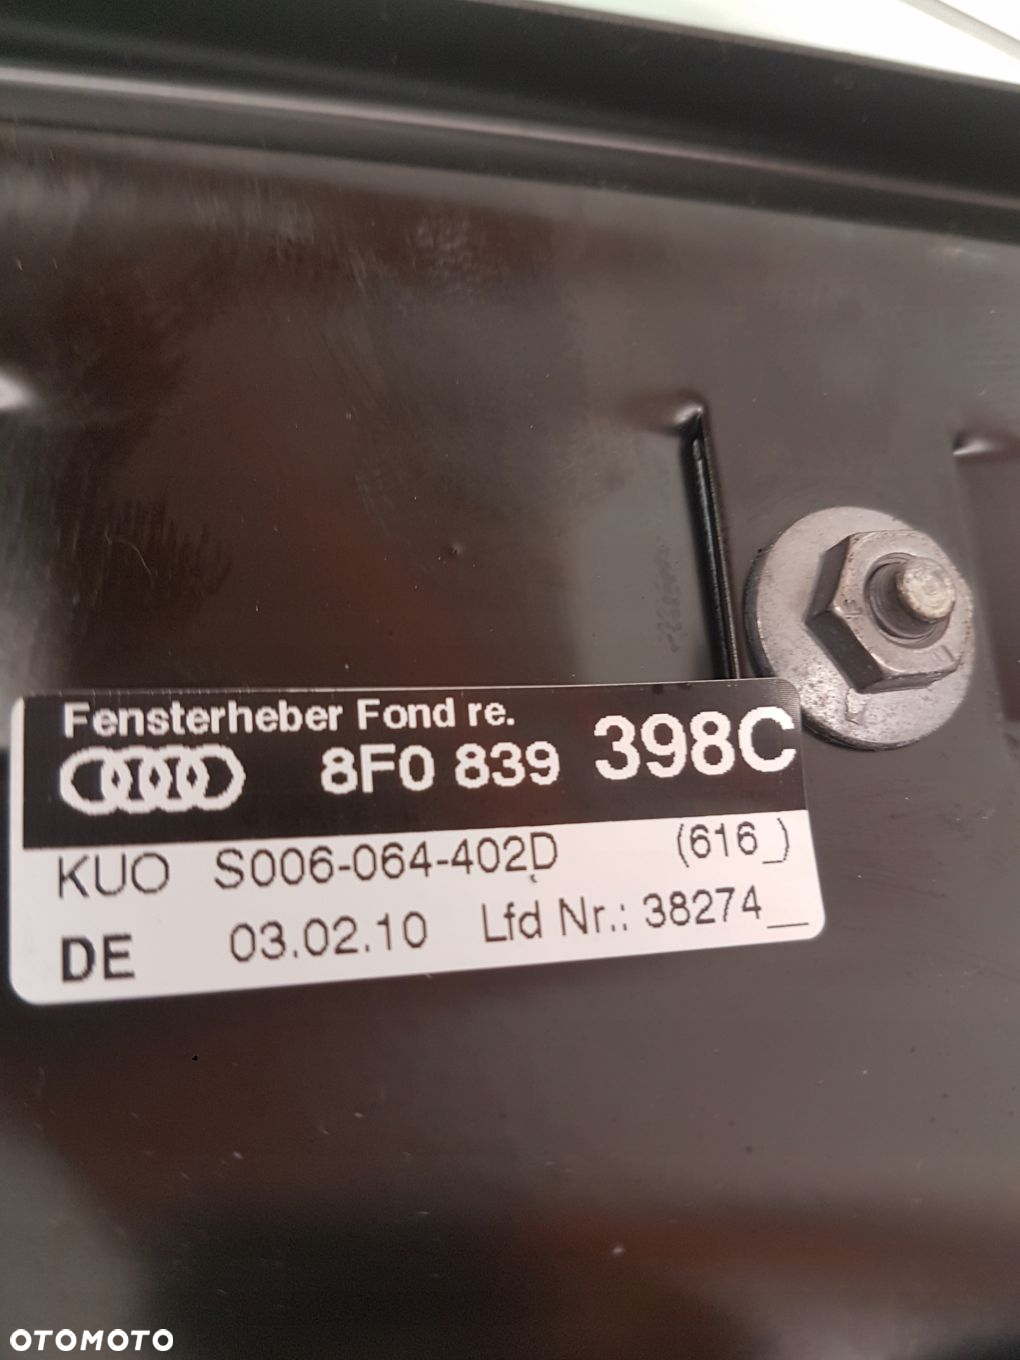 Fensterheber Fond re.
8F0 839 398C
KUO S006-064-402D (616_)
DE 03.02.10 Lfd Nr.: 38274__
OTOMOTO